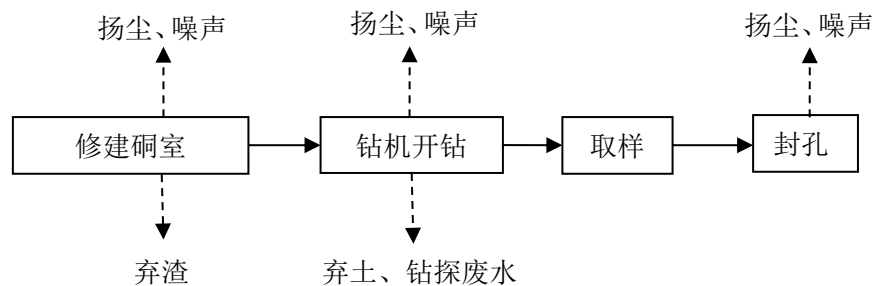 扬尘、噪声
扬尘、噪声
扬尘、噪声
修建硐室
钻机开钻
取样
封孔
弃渣
弃土、钻探废水